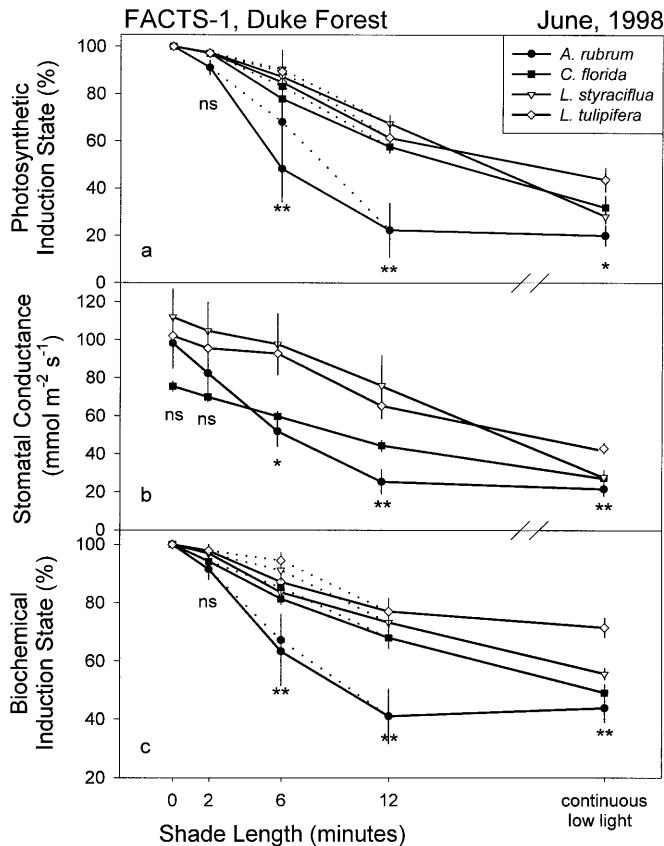 FACTS-1, Duke Forest June, 1998
A. rubrum
C. florida
L. styraciflua
L. tulipifera
Photosynthetic
Induction State (%)
100
80
60
40
20
0
ns
**
**
*
a
Stomatal Conductance
(mmol m⁻² s⁻¹)
120
100
80
60
40
20
0
ns
ns
*
**
**
b
Biochemical
Induction State (%)
100
80
60
40
20
ns
**
**
**
c
0 2 6 12 continuous
low light
Shade Length (minutes)